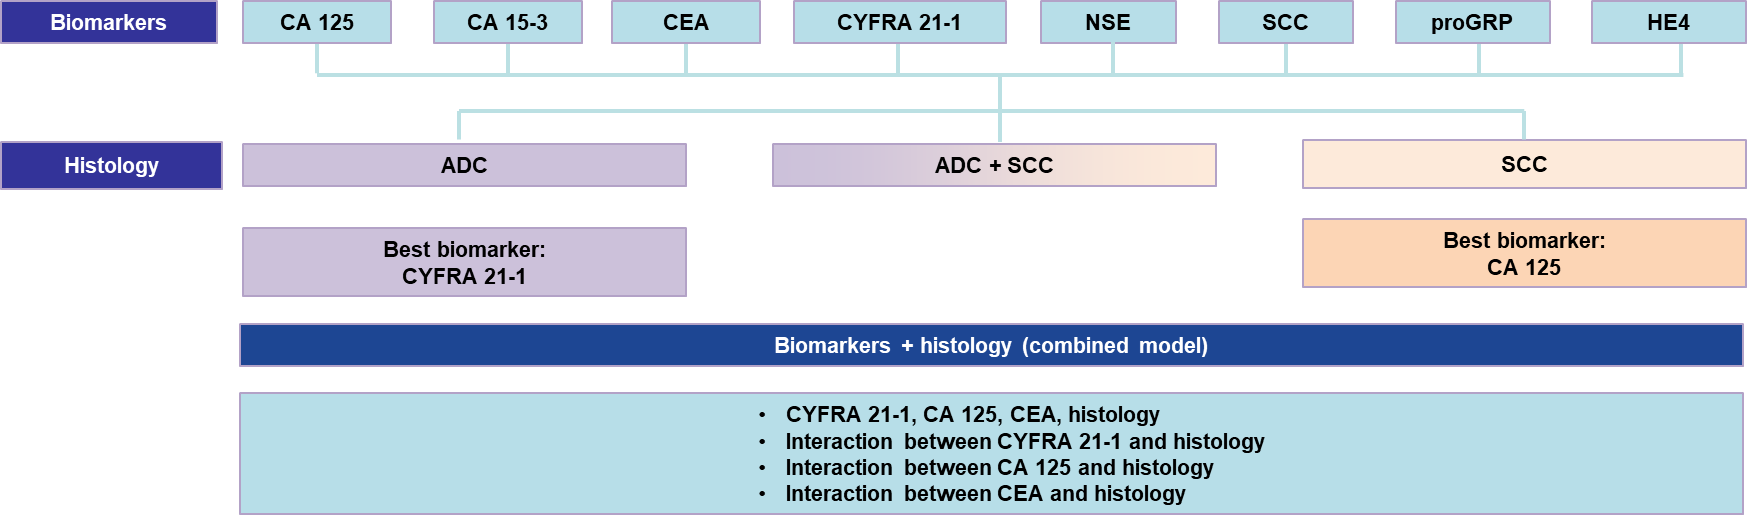 Biomarkers
CA 125
CA 15-3
CEA
CYFRA 21-1
NSE
SCC
proGRP
HE4
Histology
ADC
ADC + SCC
SCC
Best biomarker:
CYFRA 21-1
Best biomarker:
CA 125
Biomarkers + histology (combined model)
• CYFRA 21-1, CA 125, CEA, histology
• Interaction between CYFRA 21-1 and histology
• Interaction between CA 125 and histology
• Interaction between CEA and histology